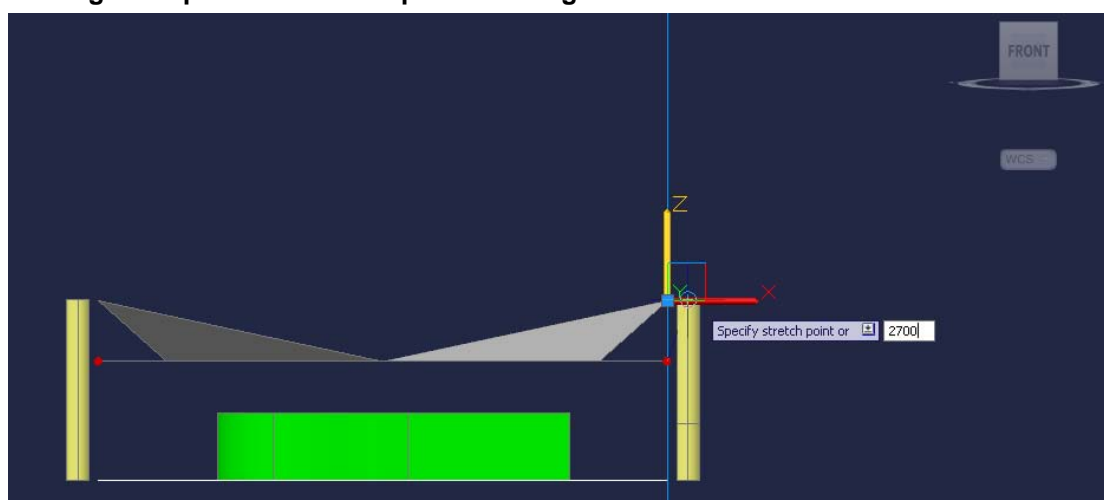 FRONT
WCS
Z
Y
X
Specify stretch point or
2700